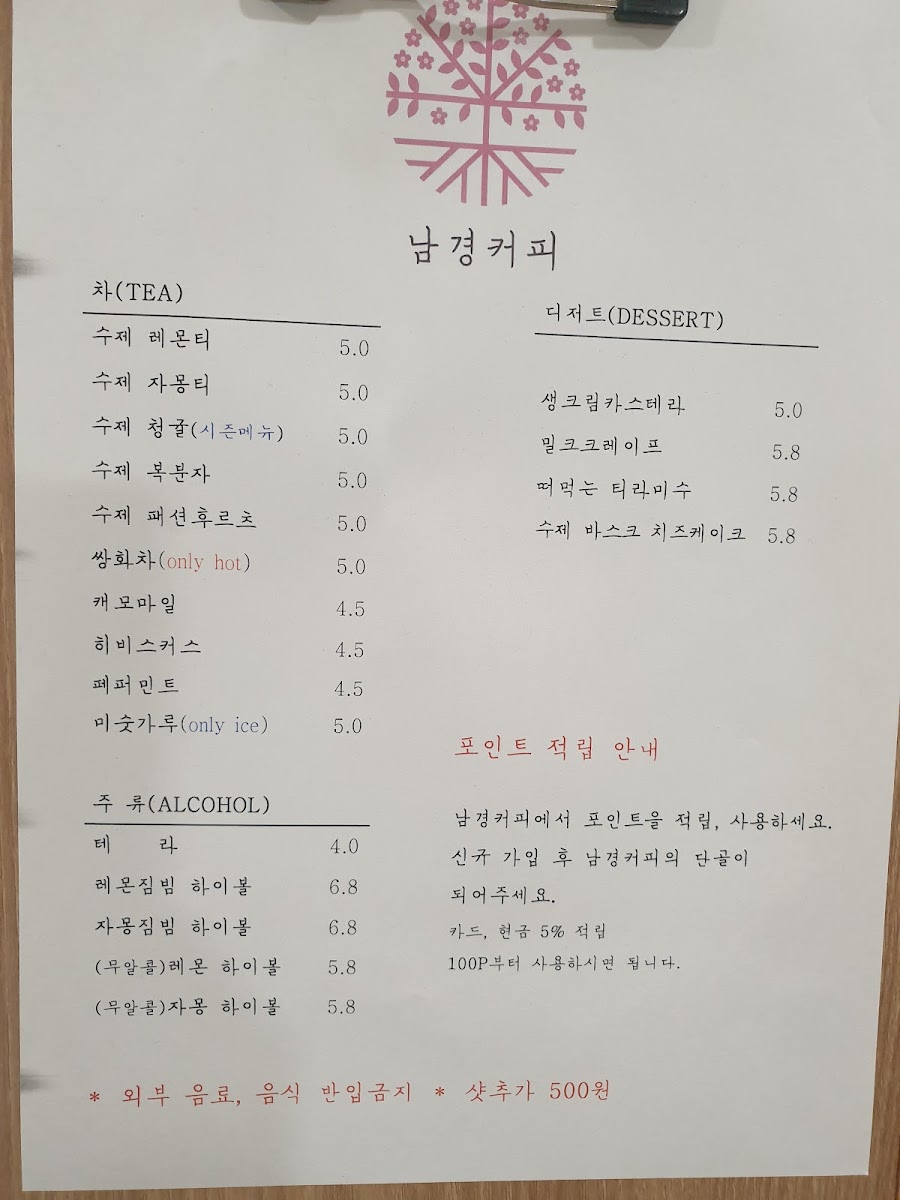 남경커피
차(TEA)
수제 레몬티 5.0
수제 자몽티 5.0
수제 청귤(시즌메뉴) 5.0
수제 복분자 5.0
수제 패션후르츠 5.0
쌍화차(only hot) 5.0
캐모마일 4.5
히비스커스 4.5
페퍼민트 4.5
미숫가루(only ice) 5.0
주 류(ALCOHOL)
테 라 4.0
레몬짐빔 하이볼 6.8
자몽짐빔 하이볼 6.8
(무알콜)레몬 하이볼 5.8
(무알콜)자몽 하이볼 5.8
디저트(DESSERT)
생크림카스테라 5.0
밀크크레이프 5.8
떠먹는 티라미수 5.8
수제 바스크 치즈케이크 5.8
포인트 적립 안내
남경커피에서 포인트을 적립, 사용하세요.
신규 가입 후 남경커피의 단골이
되어주세요.
카드, 현금 5% 적립
100P부터 사용하시면 됩니다.
* 외부 음료, 음식 반입금지 * 샷추가 500원